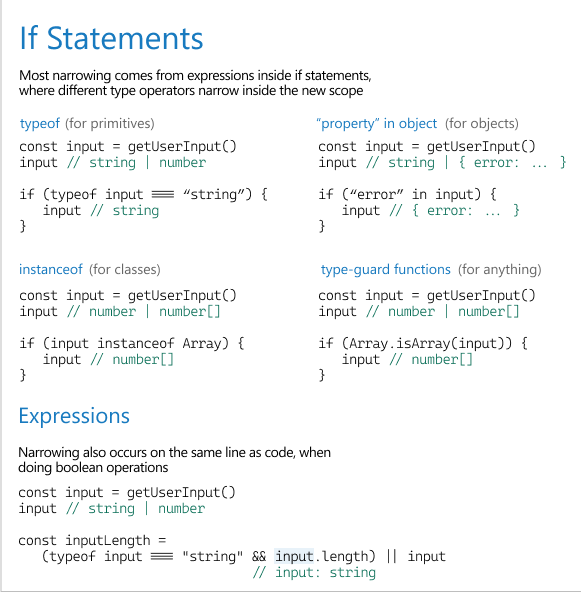 If Statements
Most narrowing comes from expressions inside if statements,
where different type operators narrow inside the new scope
typeof (for primitives)
const input = getUserInput()
input // string | number
if (typeof input === “string”) {
input // string
}
“property” in object (for objects)
const input = getUserInput()
input // string | { error: ... }
if (“error” in input) {
input // { error: ... }
}
instanceof (for classes)
const input = getUserInput()
input // number | number[]
if (input instanceof Array) {
input // number[]
}
type-guard functions (for anything)
const input = getUserInput()
input // number | number[]
if (Array.isArray(input)) {
input // number[]
}
Expressions
Narrowing also occurs on the same line as code, when
doing boolean operations
const input = getUserInput()
input // string | number
const inputLength =
(typeof input === "string" && input.length) || input
// input: string